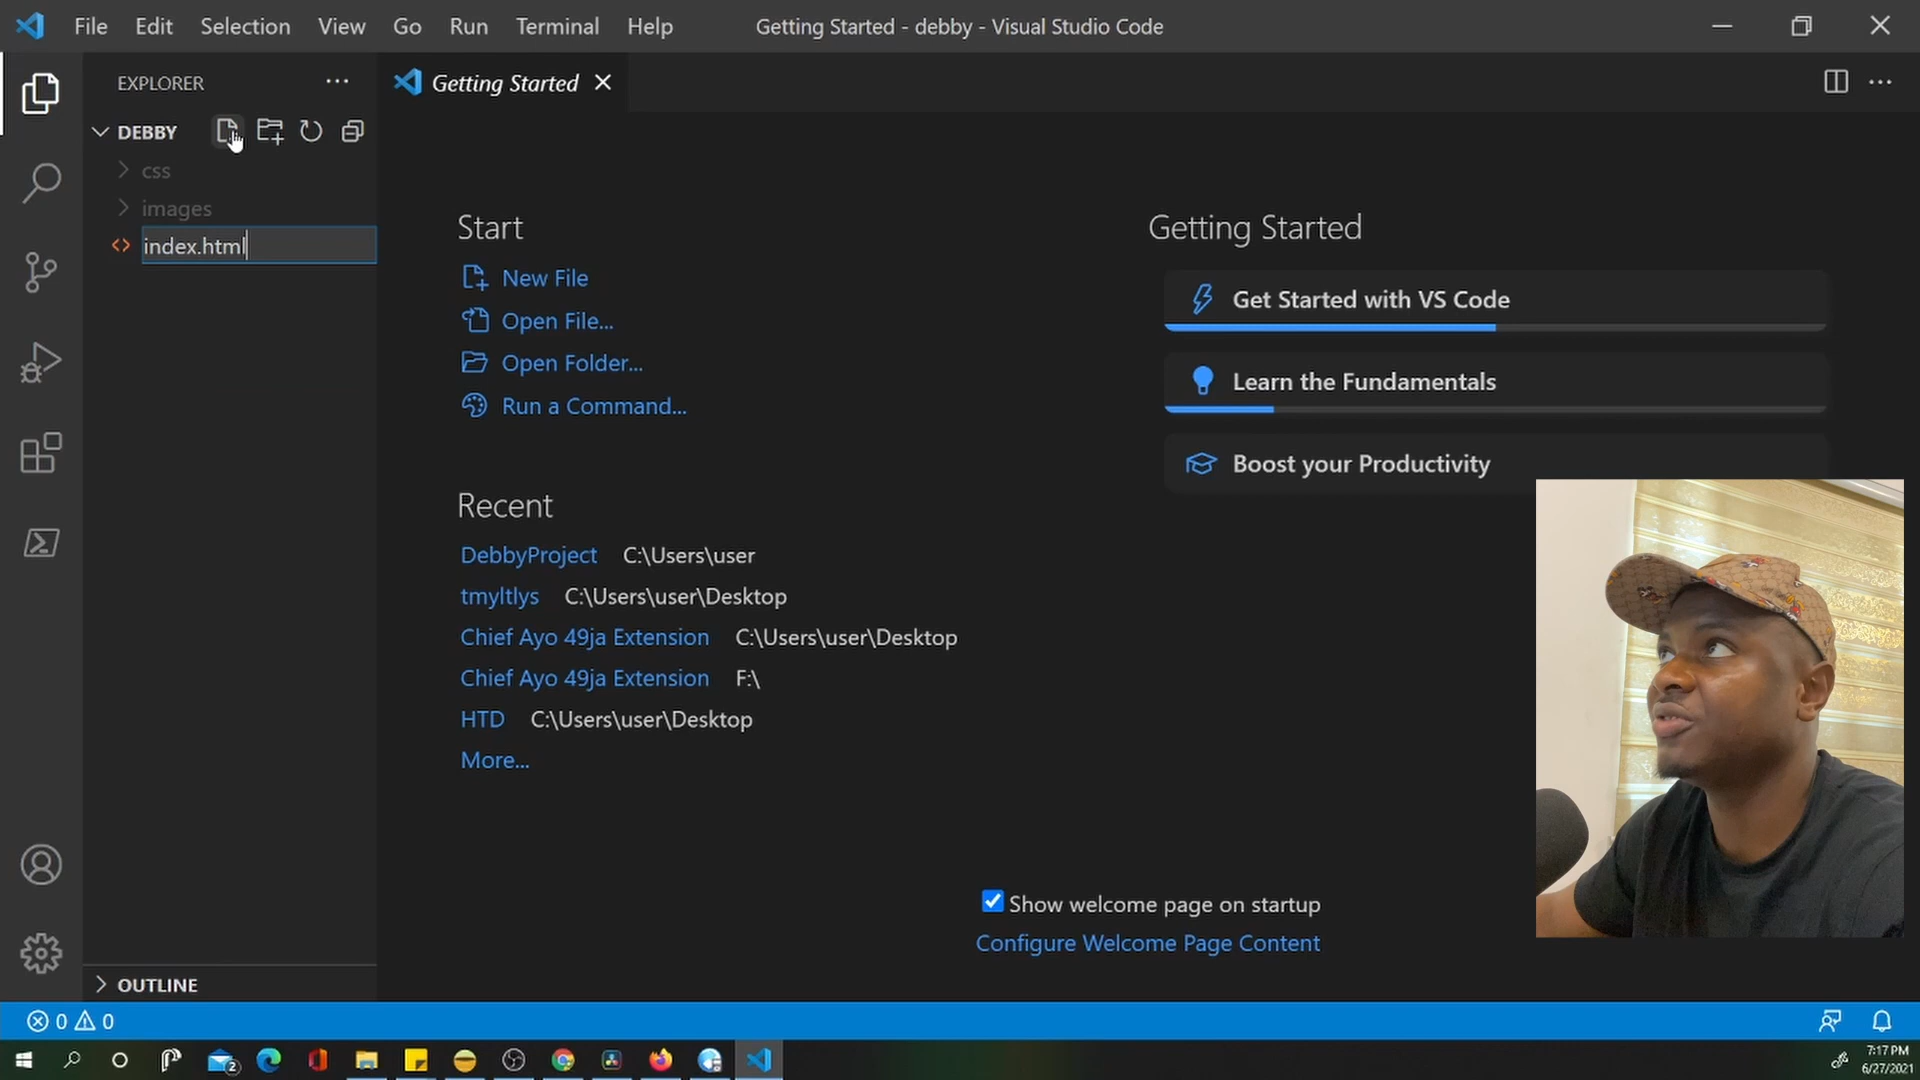 File Edit Selection View Go Run Terminal Help
Getting Started - debby - Visual Studio Code
EXPLORER
Getting Started
DEBBY
css
images
index.html
Start
New File
Open File...
Open Folder...
Run a Command...
Recent
DebbyProject C:\Users\user
tmyltlys C:\Users\user\Desktop
Chief Ayo 49ja Extension C:\Users\user\Desktop
Chief Ayo 49ja Extension F:\
HTD C:\Users\user\Desktop
More...
Getting Started
Get Started with VS Code
Learn the Fundamentals
Boost your Productivity
Show welcome page on startup
Configure Welcome Page Content
OUTLINE
0 0
2
7:17 PM
6/27/2021